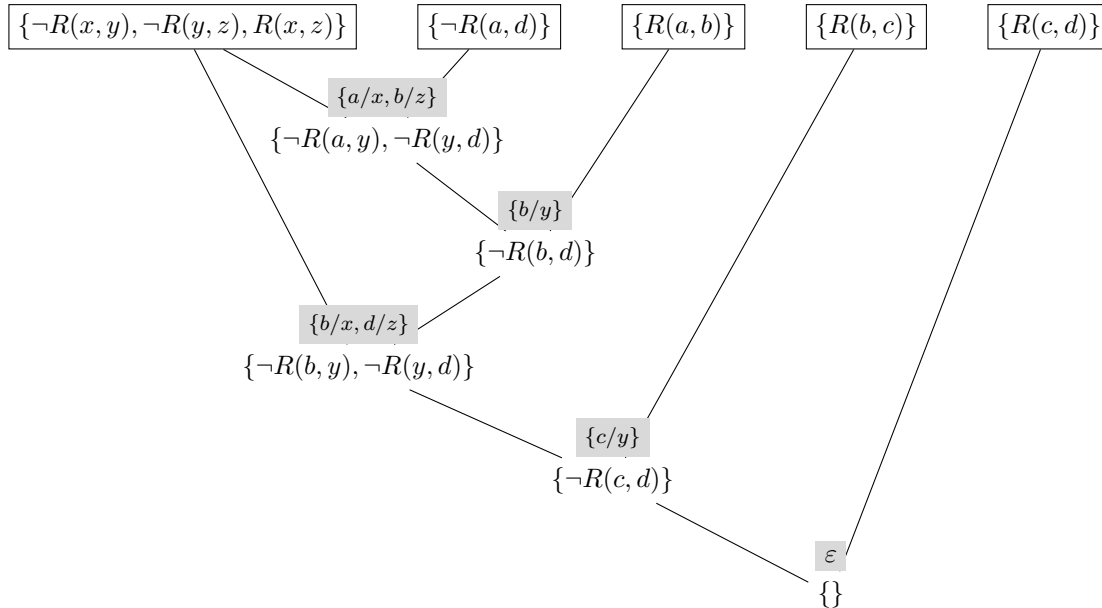 {¬R(x, y), ¬R(y, z), R(x, z)} {¬R(a, d)} {R(a, b)} {R(b, c)} {R(c, d)}
{a/x, b/z}
{¬R(a, y), ¬R(y, d)}
{b/y}
{¬R(b, d)}
{b/x, d/z}
{¬R(b, y), ¬R(y, d)}
{c/y}
{¬R(c, d)}
ε
{}